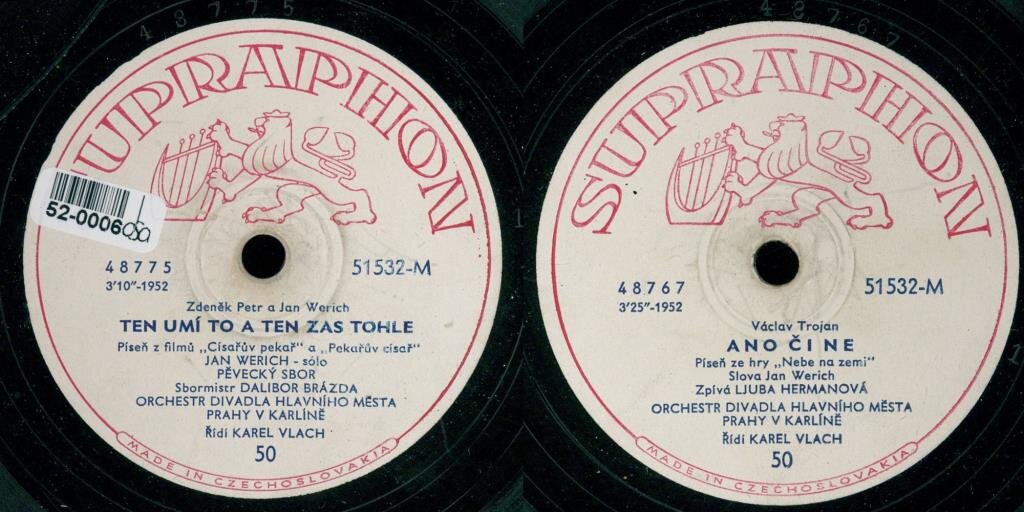 48775
SUPRAPHON
52-0006
48775
51532-M
3'10"-1952
Zdeněk Petr a Jan Werich
TEN UMÍ TO A TEN ZAS TOHLE
Píseň z filmů „Císařův pekař" a „Pekařův císař"
JAN WERICH - sólo
PĚVECKÝ SBOR
Sbormistr DALIBOR BRÁZDA
ORCHESTR DIVADLA HLAVNÍHO MĚSTA
PRAHY V KARLÍNĚ
Řídí KAREL VLACH
50
MADE IN CZECHOSLOVAKIA
48767
SUPRAPHON
48767
51532-M
3'25"-1952
Václav Trojan
ANO ČI NE
Píseň ze hry „Nebe na zemi"
Slova Jan Werich
Zpívá LJUBA HERMANOVÁ
ORCHESTR DIVADLA HLAVNÍHO MĚSTA
PRAHY V KARLÍNĚ
Řídí KAREL VLACH
50
MADE IN CZECHOSLOVAKIA